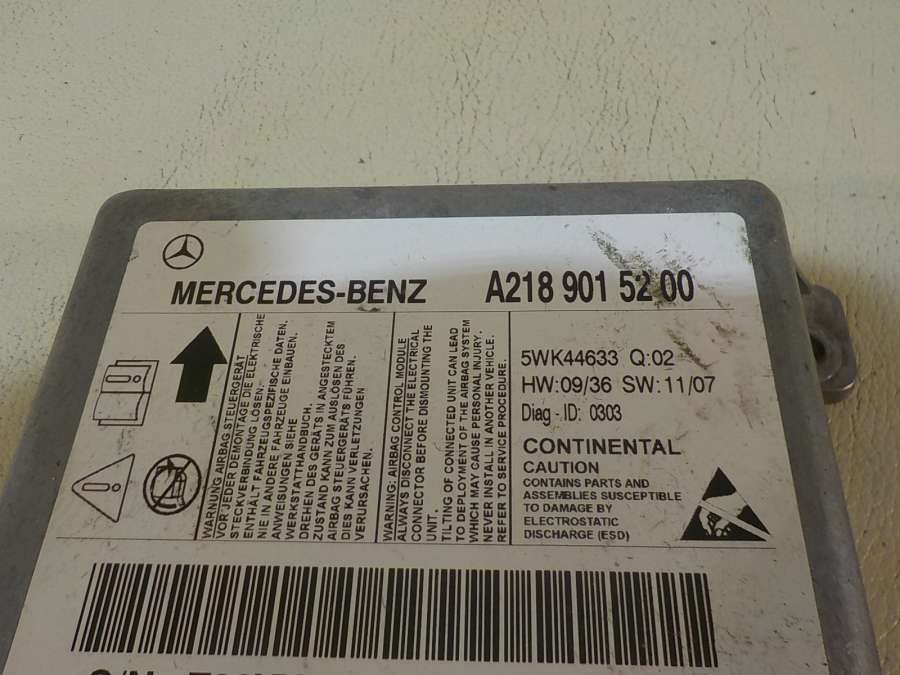 MERCEDES-BENZ
A218 901 52 00
WARNUNG: AIRBAG STEUERGERÄT
VOR JEDER DEMONTAGE DIE ELEKTRISCHE
STECKVERBINDUNG LÖSEN.
ENTHÄLT FAHRZEUGSPEZIFISCHE DATEN.
NIE IN ANDERE FAHRZEUGE EINBAUEN.
ANWEISUNGEN SIEHE
WERKSTATTHANDBUCH.
DREHEN DES GERÄTS IN ANGESTECKTEM
ZUSTAND KANN ZUM AUSLÖSEN DES
AIRBAG STEUERGERÄTS FÜHREN.
DIES KANN VERLETZUNGEN
VERURSACHEN.
WARNING: AIRBAG CONTROL MODULE
ALWAYS DISCONNECT THE ELECTRICAL
CONNECTOR BEFORE DISMOUNTING THE
UNIT.
TILTING OF CONNECTED UNIT CAN LEAD
TO DEPLOYMENT OF THE AIRBAG SYSTEM
WHICH MAY CAUSE PERSONAL INJURY.
NEVER INSTALL IN ANOTHER VEHICLE.
REFER TO SERVICE PROCEDURE.
5WK44633 Q:02
HW:09/36 SW:11/07
Diag-ID: 0303
CONTINENTAL
CAUTION
CONTAINS PARTS AND
ASSEMBLIES SUSCEPTIBLE
TO DAMAGE BY
ELECTROSTATIC
DISCHARGE (ESD)